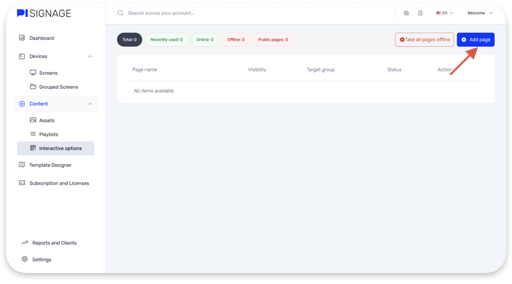 PISIGNAGE
Search across your account...
EN
Welcome
Dashboard
Devices
Screens
Grouped Screens
Content
Assets
Playlists
Interactive options
Template Designer
Subscription and Licenses
Reports and Clients
Settings
Total: 0
Recently used: 0
Online: 0
Offline: 0
Public pages: 0
Take all pages offline
Add page
Page name
Visibility
Target group
Status
Action
No items available.